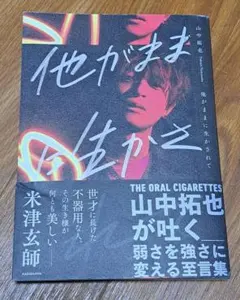 山中拓也
他がままに生かされて
他がまま
に生かさ
世才に長けた
不器用な人。
その生き様が
何とも美しい——
米津玄師
THE ORAL CIGARETTES
山中拓也
が吐く
弱さを強さに
変える至言集
KADOKAWA